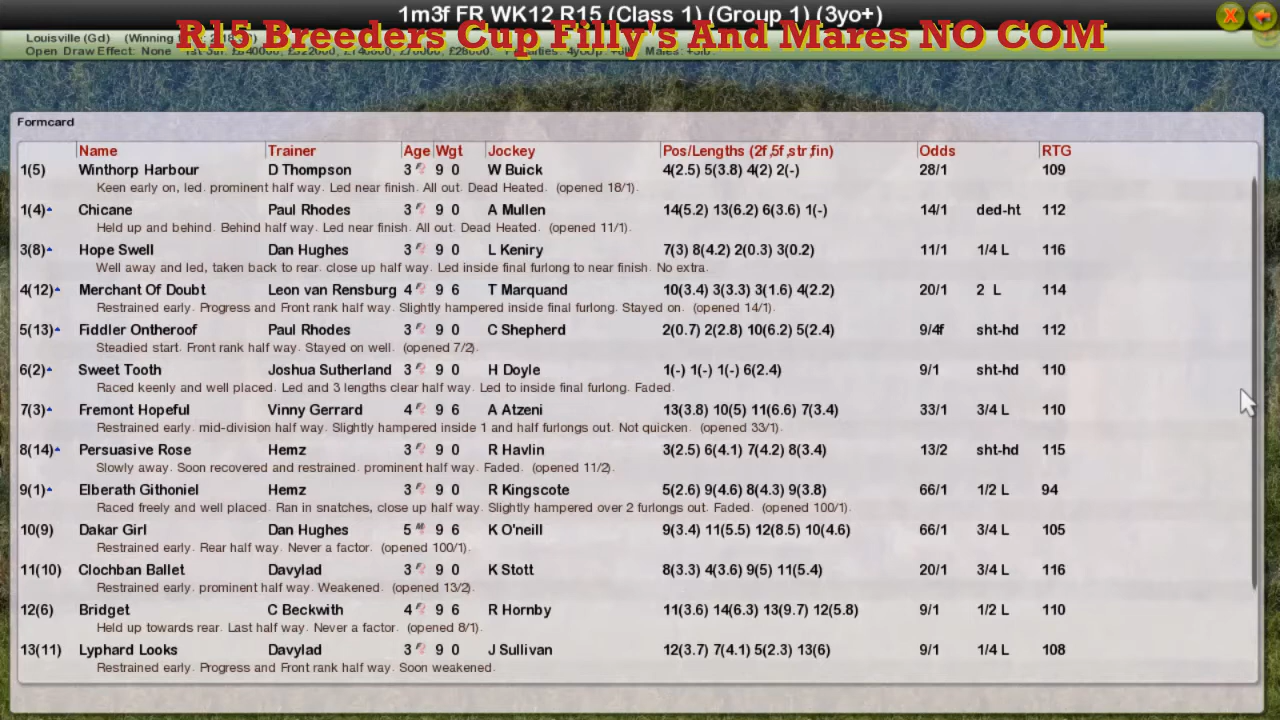 1m3f FR WK12 R15 (Class 1) (Group 1) (3yo+)
R15 Breeders Cup Filly's And Mares NO COM
Louisville (Gd) (Winning
Open Draw Effect: None
Formcard
Name Trainer Age Wgt Jockey Pos/Lengths (2f,5f,str,fin) Odds RTG
1(5) Winthorp Harbour D Thompson 3 9 0 W Buick 4(2.5) 5(3.8) 4(2) 2(-) 28/1 109
Keen early on, led. prominent half way. Led near finish. All out. Dead Heated. (opened 18/1).
1(4) Chicane Paul Rhodes 3 9 0 A Mullen 14(5.2) 13(6.2) 6(3.6) 1(-) 14/1 ded-ht 112
Held up and behind. Behind half way. Led near finish. All out. Dead Heated. (opened 11/1).
3(8) Hope Swell Dan Hughes 3 9 0 L Keniry 7(3) 8(4.2) 2(0.3) 3(0.2) 11/1 1/4 L 116
Well away and led, taken back to rear. close up half way. Led inside final furlong to near finish. No extra.
4(12) Merchant Of Doubt Leon van Rensburg 4 9 6 T Marquand 10(3.4) 3(3.3) 3(1.6) 4(2.2) 20/1 2 L 114
Restrained early. Progress and Front rank half way. Slightly hampered inside final furlong. Stayed on. (opened 14/1).
5(13) Fiddler Ontheroof Paul Rhodes 3 9 0 C Shepherd 2(0.7) 2(2.8) 10(6.2) 5(2.4) 9/4f sht-hd 112
Steadied start. Front rank half way. Stayed on well. (opened 7/2).
6(2) Sweet Tooth Joshua Sutherland 3 9 0 H Doyle 1(-) 1(-) 1(-) 6(2.4) 9/1 sht-hd 110
Raced keenly and well placed. Led and 3 lengths clear half way. Led to inside final furlong. Faded.
7(3) Fremont Hopeful Vinny Gerrard 4 9 6 A Atzeni 13(3.8) 10(5) 11(6.6) 7(3.4) 33/1 3/4 L 110
Restrained early. mid-division half way. Slightly hampered inside 1 and half furlongs out. Not quicken. (opened 33/1).
8(14) Persuasive Rose Hemz 3 9 0 R Havlin 3(2.5) 6(4.1) 7(4.2) 8(3.4) 13/2 sht-hd 115
Slowly away. Soon recovered and restrained. prominent half way. Faded. (opened 11/2).
9(1) Elberath Githoniel Hemz 3 9 0 R Kingscote 5(2.6) 9(4.6) 8(4.3) 9(3.8) 66/1 1/2 L 94
Raced freely and well placed. Ran in snatches, close up half way. Slightly hampered over 2 furlongs out. Faded. (opened 100/1).
10(9) Dakar Girl Dan Hughes 5 9 6 K O'neill 9(3.4) 11(5.5) 12(8.5) 10(4.6) 66/1 3/4 L 105
Restrained early. Rear half way. Never a factor. (opened 100/1).
11(10) Clochban Ballet Davylad 3 9 0 K Stott 8(3.3) 4(3.6) 9(5) 11(5.4) 20/1 3/4 L 116
Restrained early. prominent half way. Weakened. (opened 13/2).
12(6) Bridget C Beckwith 4 9 6 R Hornby 11(3.6) 14(6.3) 13(9.7) 12(5.8) 9/1 1/2 L 110
Held up towards rear. Last half way. Never a factor. (opened 8/1).
13(11) Lyphard Looks Davylad 3 9 0 J Sullivan 12(3.7) 7(4.1) 5(2.3) 13(6) 9/1 1/4 L 108
Restrained early. Progress and Front rank half way. Soon weakened.